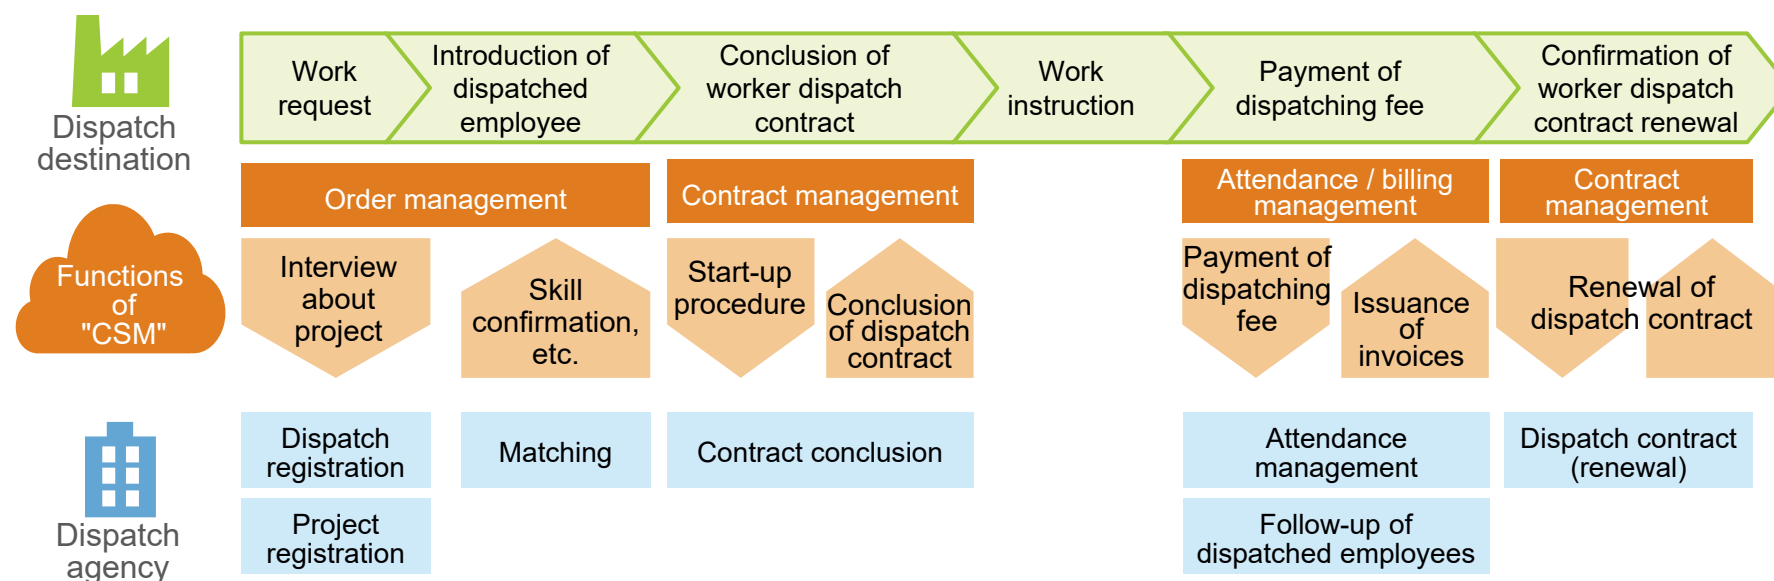 Dispatch
destination
Work
request
Introduction of
dispatched
employee
Conclusion of
worker dispatch
contract
Work
instruction
Payment of
dispatching fee
Confirmation of
worker dispatch
contract renewal
Order management
Contract management
Attendance / billing
management
Contract
management
Functions
of
"CSM"
Interview
about
project
Skill
confirmation,
etc.
Start-up
procedure
Conclusion
of dispatch
contract
Payment of
dispatching
fee
Issuance
of
invoices
Renewal of
dispatch contract
Dispatch
agency
Dispatch
registration
Matching
Contract conclusion
Attendance
management
Dispatch contract
(renewal)
Project
registration
Follow-up of
dispatched employees